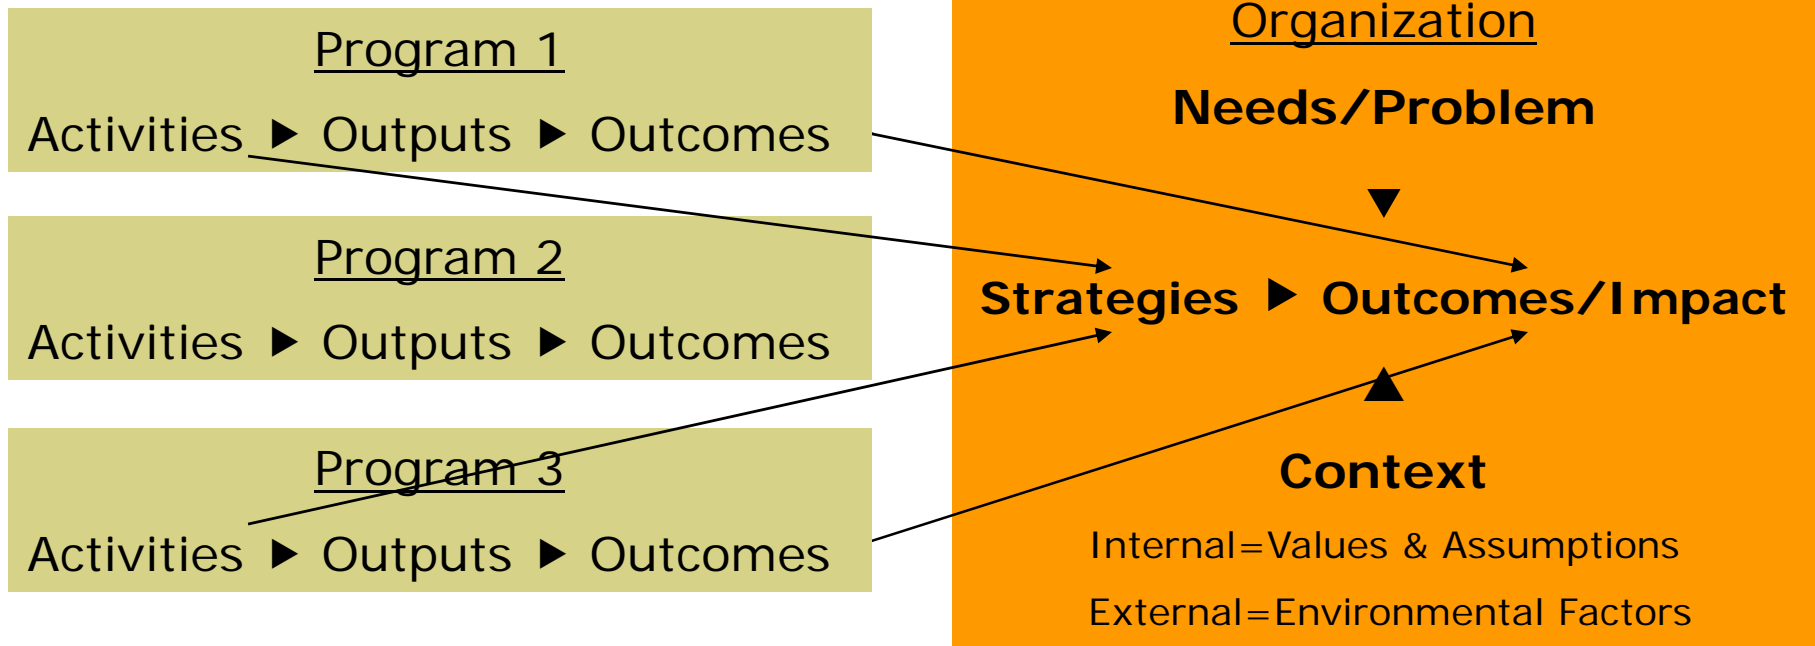 Program 1
Activities ▶ Outputs ▶ Outcomes
Program 2
Activities ▶ Outputs ▶ Outcomes
Program 3
Activities ▶ Outputs ▶ Outcomes
Organization
Needs/Problem
▼
Strategies ▶ Outcomes/Impact
▲
Context
Internal=Values & Assumptions
External=Environmental Factors